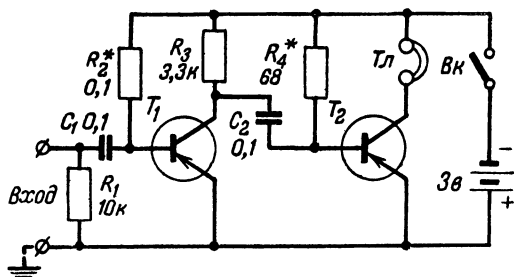 R₂*
0,1
R₃
3,3к
R₄*
68
Тл
Вк
C₁ 0,1
T₁
C₂
0,1
T₂
Вход
R₁
10к
3в
-
+